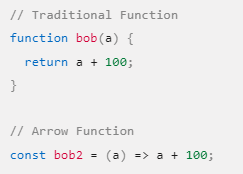 // Traditional Function
function bob(a) {
  return a + 100;
}

// Arrow Function
const bob2 = (a) => a + 100;